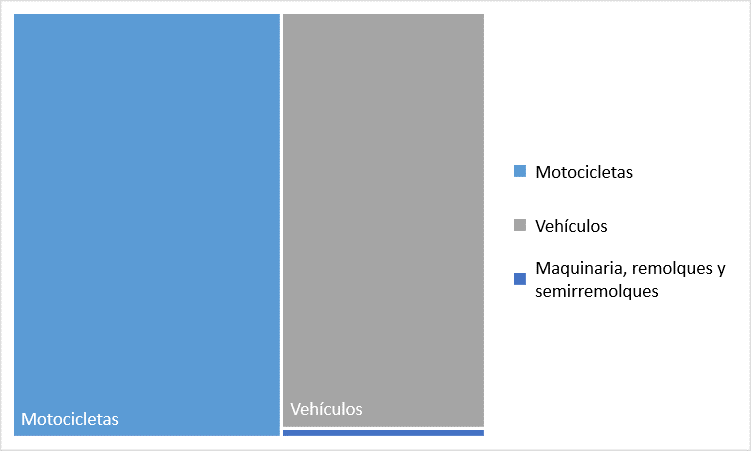 Motocicletas
Vehículos
Motocicletas
Vehículos
Maquinaria, remolques y
semirremolques